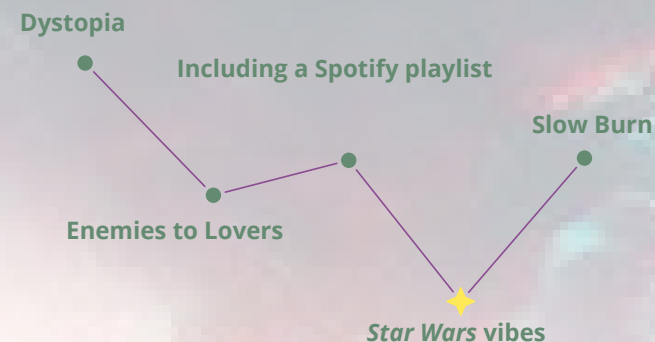 Dystopia
Including a Spotify playlist
Slow Burn
Enemies to Lovers
Star Wars vibes